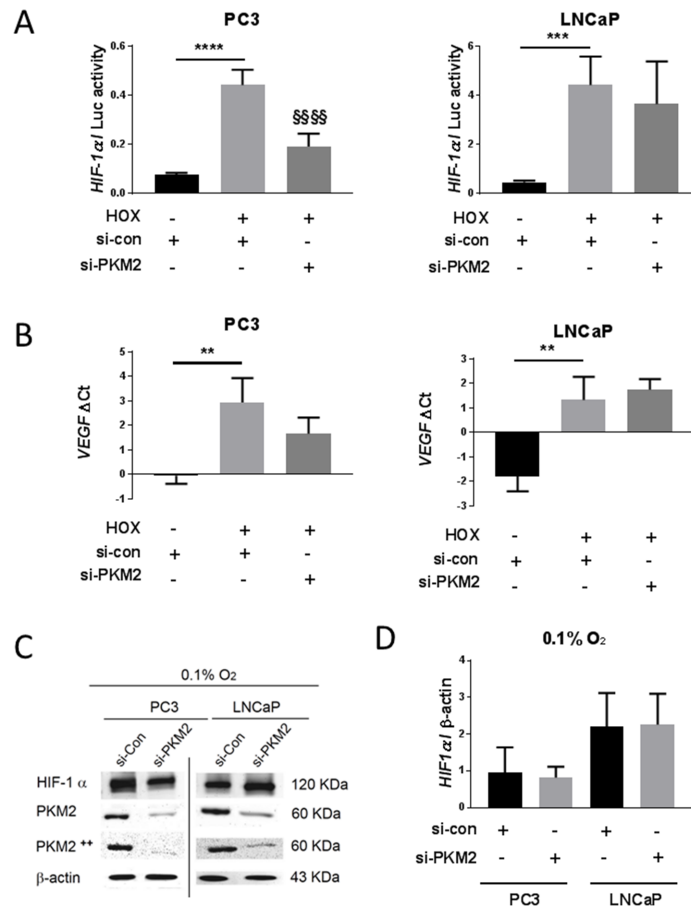 A
PC3
LNCaP
HIF-1α/ Luc activity
0.6
0.4
0.2
0.0
****
§§§§
HIF-1α/ Luc activity
6
4
2
0
***
HOX - + +
si-con + + -
si-PKM2 - - +
HOX - + +
si-con + + -
si-PKM2 - - +
B
PC3
LNCaP
VEGF ΔCt
5
4
3
2
1
0
-1
**
VEGF ΔCt
3
2
1
0
-1
-2
-3
**
HOX - + +
si-con + + -
si-PKM2 - - +
HOX - + +
si-con + + -
si-PKM2 - - +
C
0.1% O2
PC3 LNCaP
si-Con si-PKM2 si-Con si-PKM2
HIF-1 α 120 KDa
PKM2 60 KDa
PKM2 ++ 60 KDa
β-actin 43 KDa
D
0.1% O2
HIF1α/ β-actin
4
3
2
1
0
si-con + - + -
si-PKM2 - + - +
PC3 LNCaP